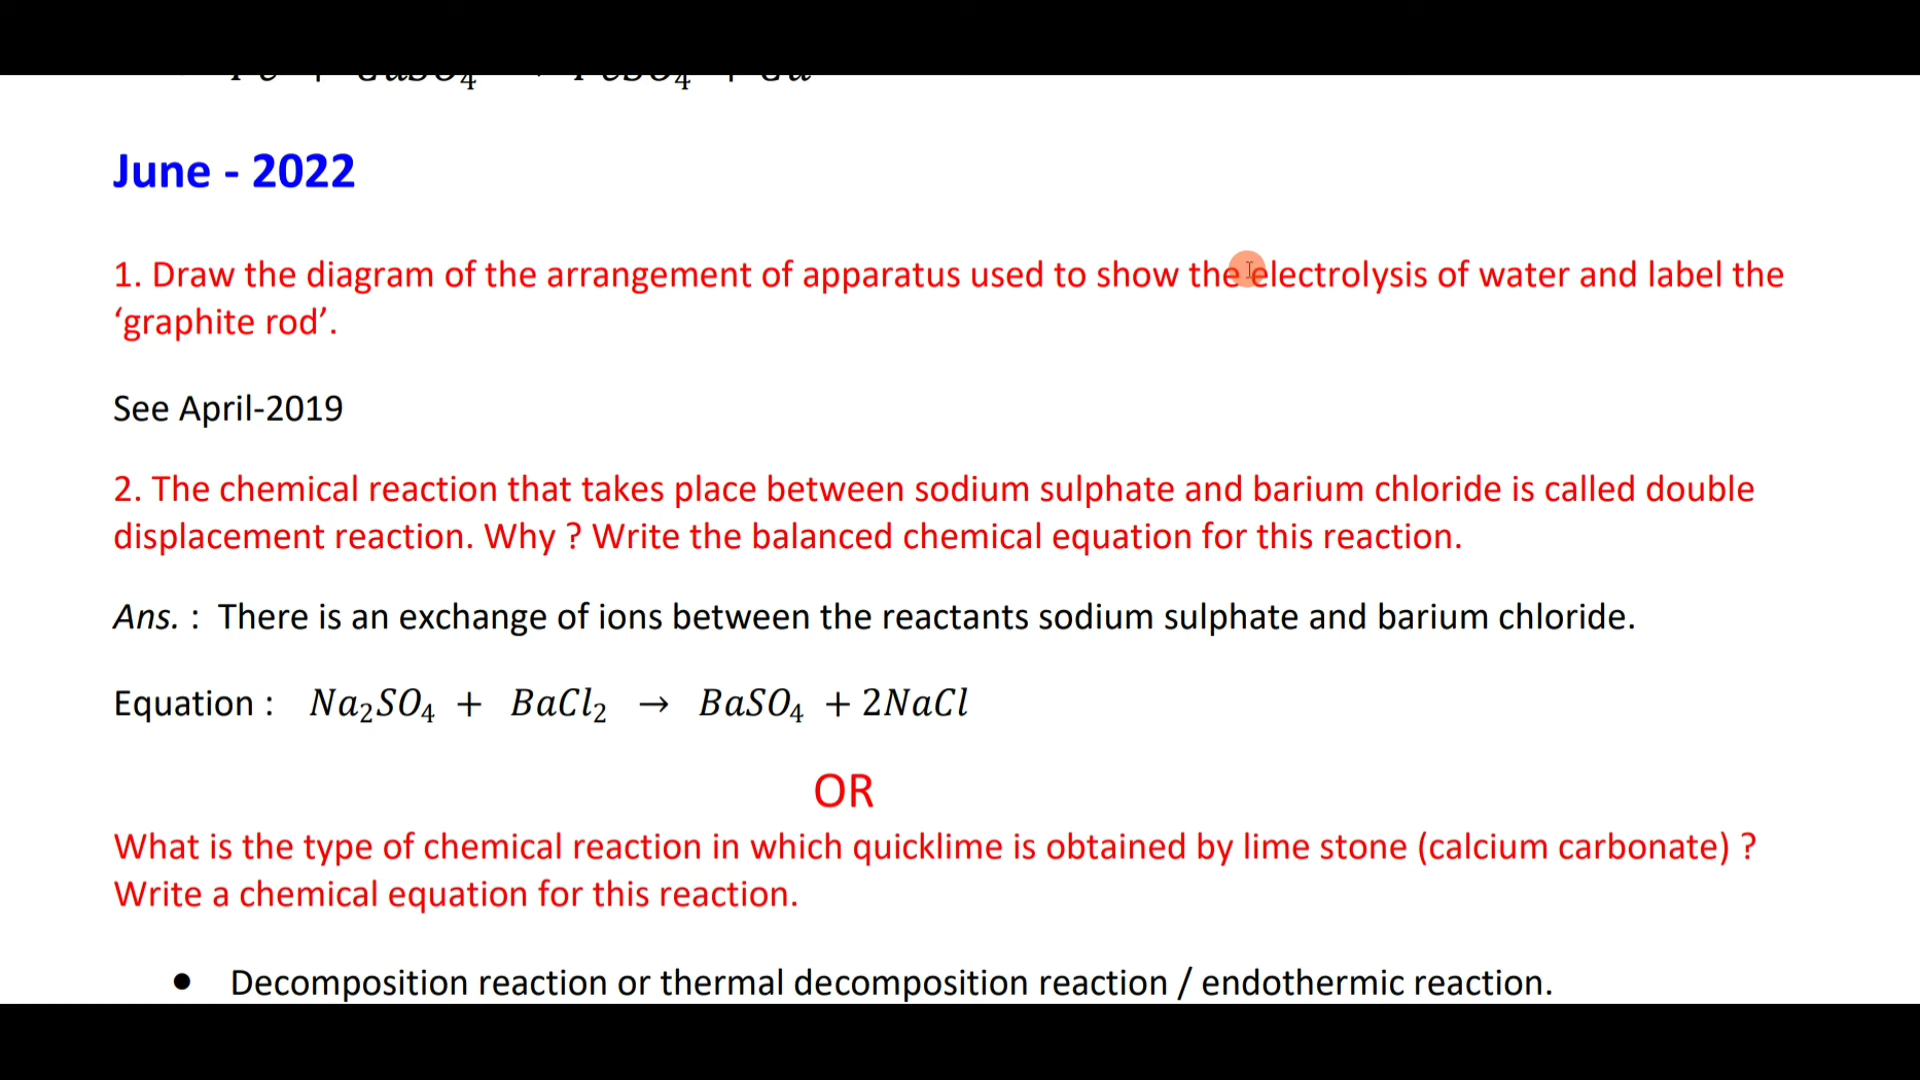 June - 2022
1. Draw the diagram of the arrangement of apparatus used to show the electrolysis of water and label the
‘graphite rod’.
See April-2019
2. The chemical reaction that takes place between sodium sulphate and barium chloride is called double
displacement reaction. Why ? Write the balanced chemical equation for this reaction.
Ans. : There is an exchange of ions between the reactants sodium sulphate and barium chloride.
Equation : Na₂SO₄ + BaCl₂ → BaSO₄ + 2NaCl
OR
What is the type of chemical reaction in which quicklime is obtained by lime stone (calcium carbonate) ?
Write a chemical equation for this reaction.
● Decomposition reaction or thermal decomposition reaction / endothermic reaction.